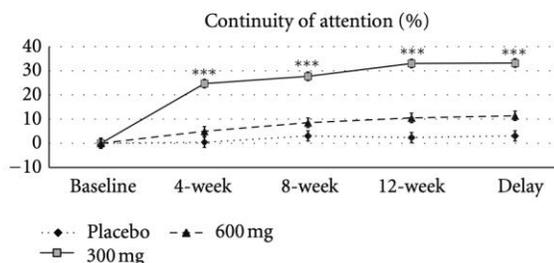 Continuity of attention (%)
40
30
20
10
0
−10
*** *** *** ***
Baseline 4-week 8-week 12-week Delay
Placebo 600 mg
300 mg